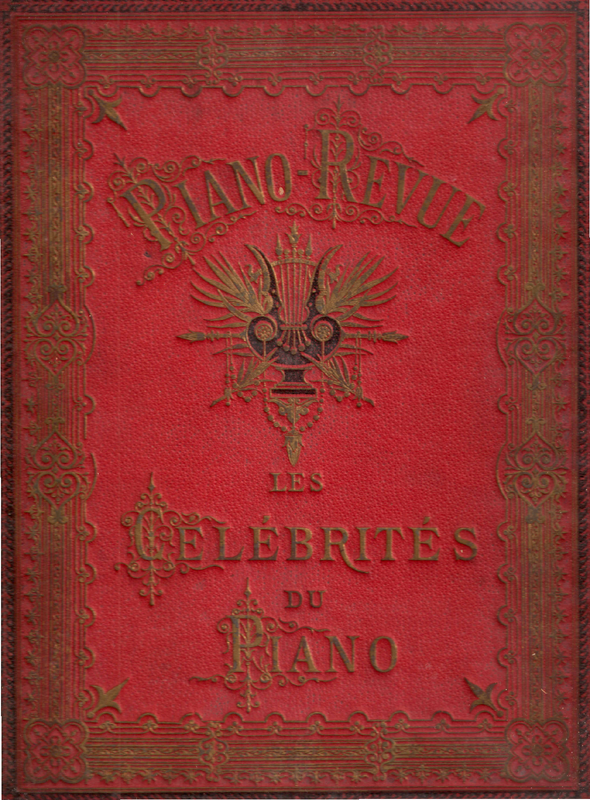 PIANO-REVUE
LES
CÉLÉBRITÉS
DU
PIANO